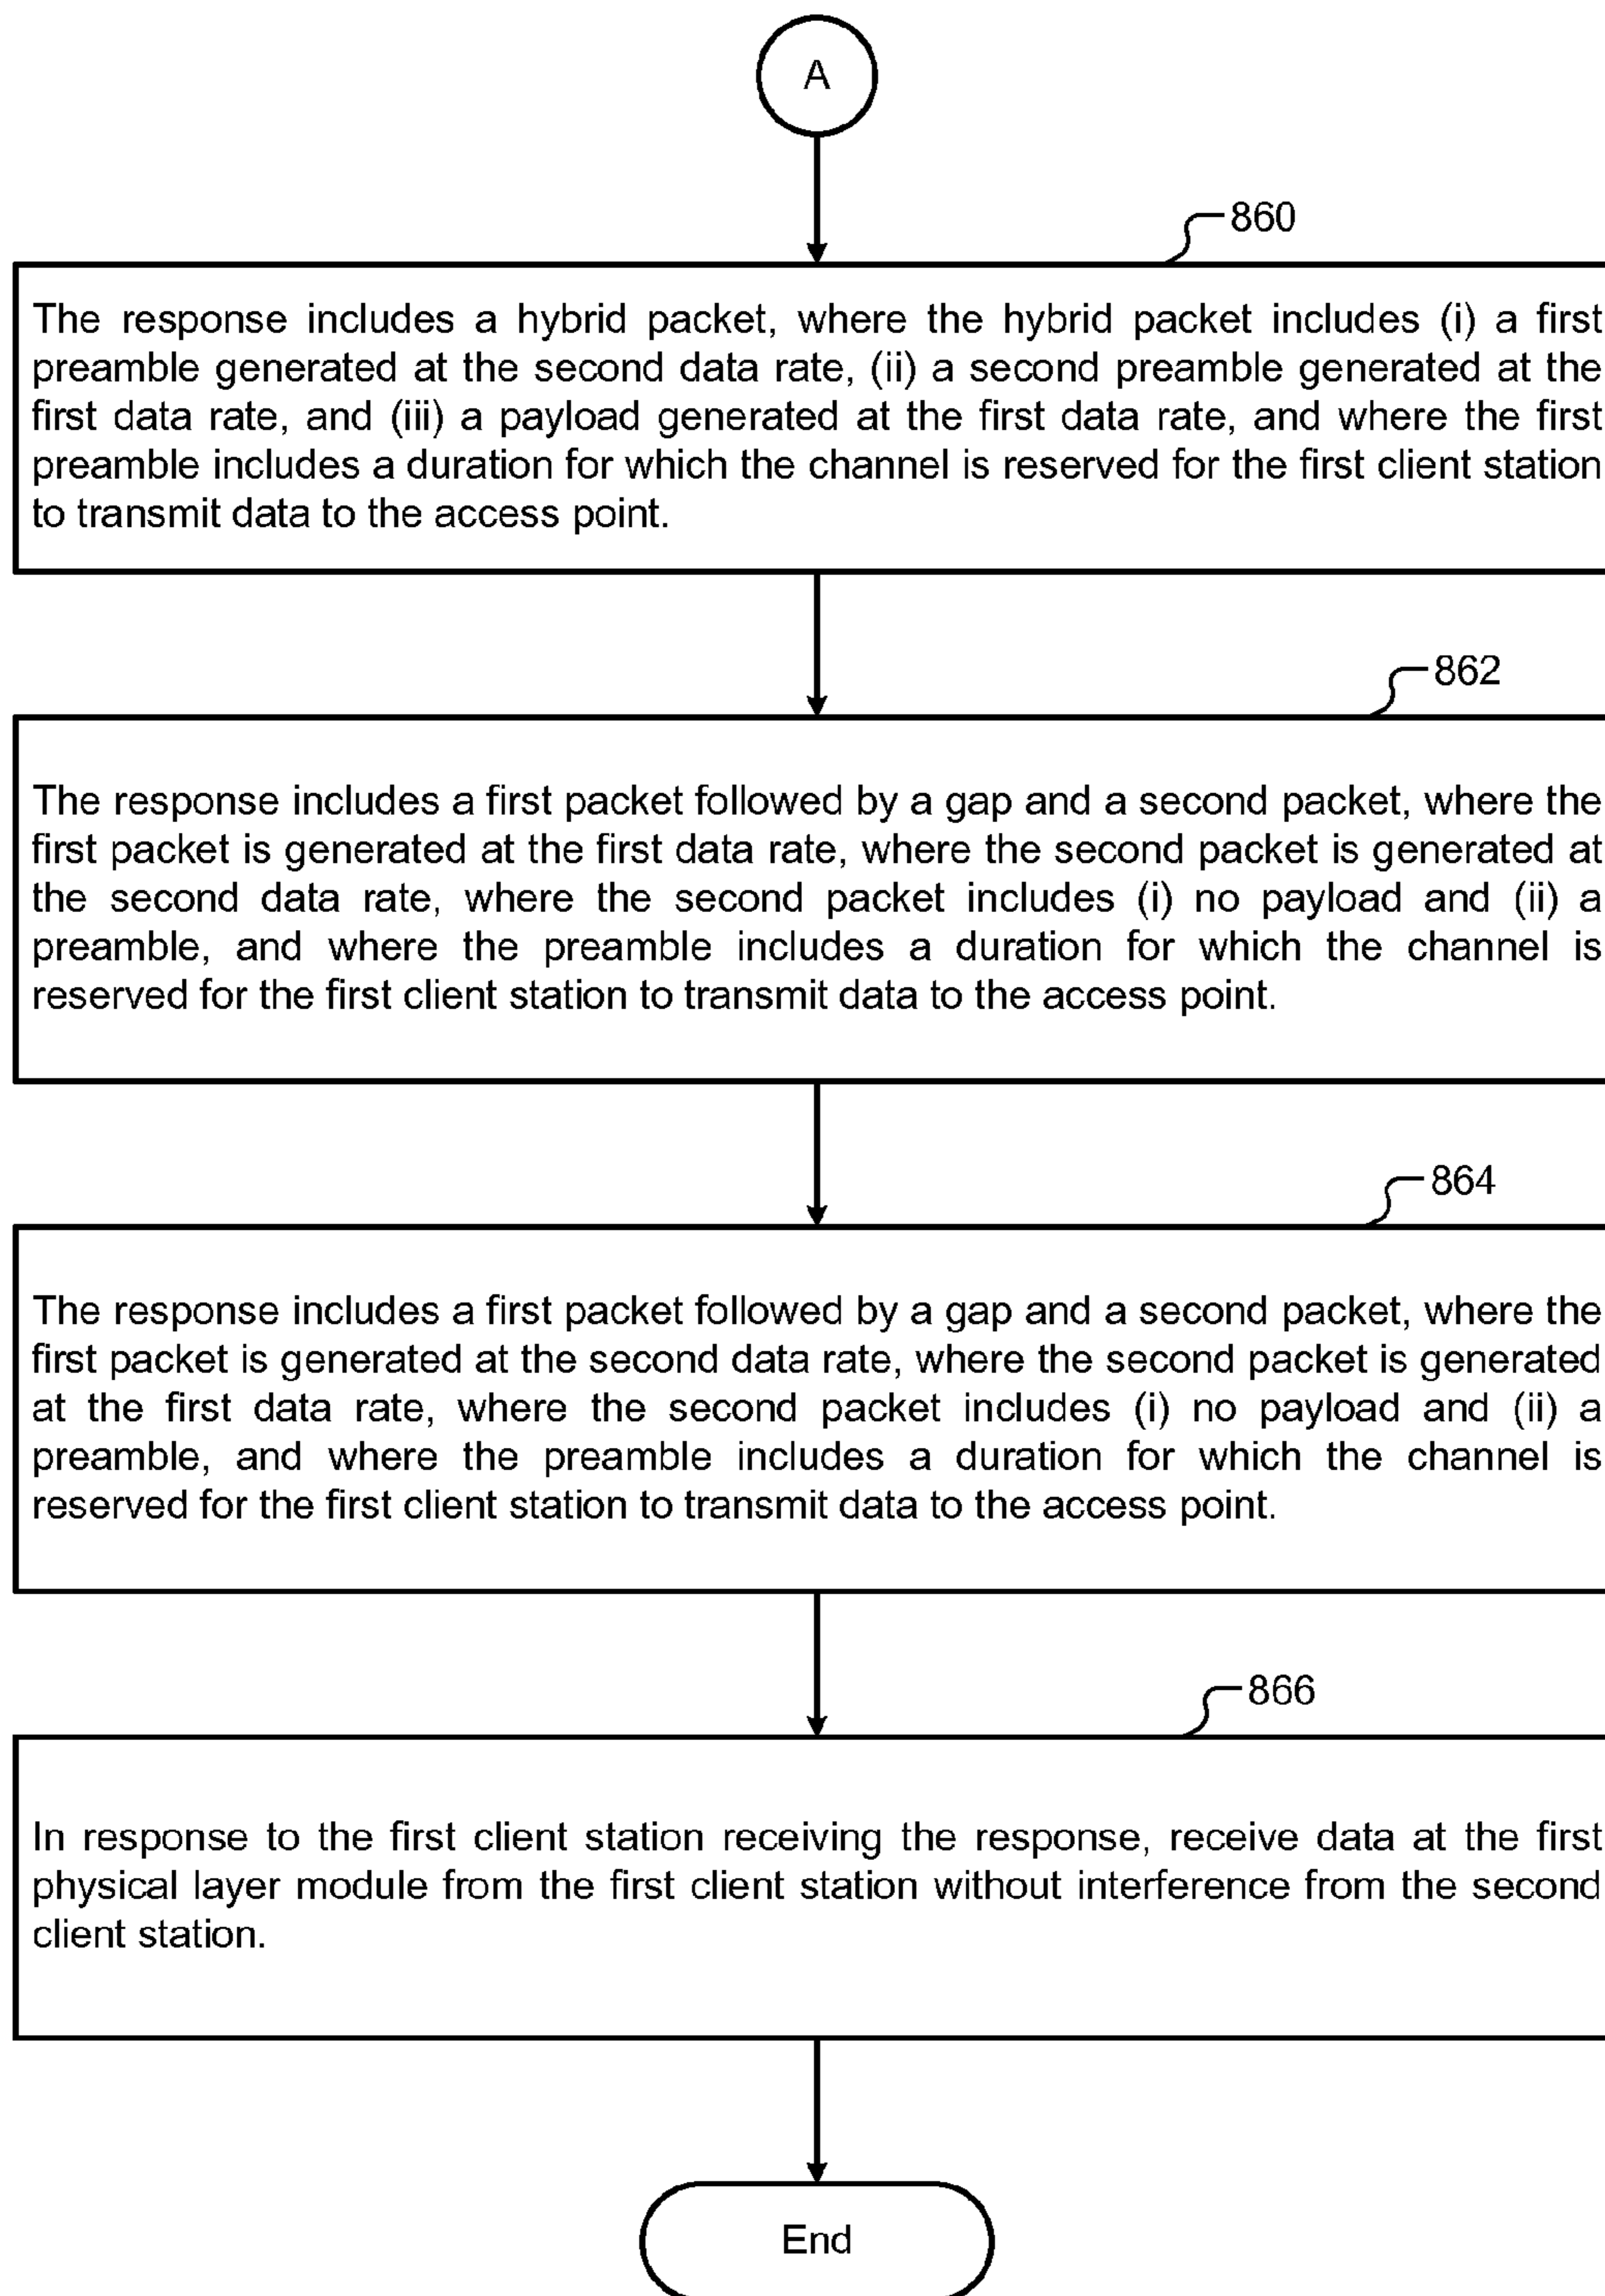 A
860
The response includes a hybrid packet, where the hybrid packet includes (i) a first
preamble generated at the second data rate, (ii) a second preamble generated at the
first data rate, and (iii) a payload generated at the first data rate, and where the first
preamble includes a duration for which the channel is reserved for the first client station
to transmit data to the access point.
862
The response includes a first packet followed by a gap and a second packet, where the
first packet is generated at the first data rate, where the second packet is generated at
the second data rate, where the second packet includes (i) no payload and (ii) a
preamble, and where the preamble includes a duration for which the channel is
reserved for the first client station to transmit data to the access point.
864
The response includes a first packet followed by a gap and a second packet, where the
first packet is generated at the second data rate, where the second packet is generated
at the first data rate, where the second packet includes (i) no payload and (ii) a
preamble, and where the preamble includes a duration for which the channel is
reserved for the first client station to transmit data to the access point.
866
In response to the first client station receiving the response, receive data at the first
physical layer module from the first client station without interference from the second
client station.
End